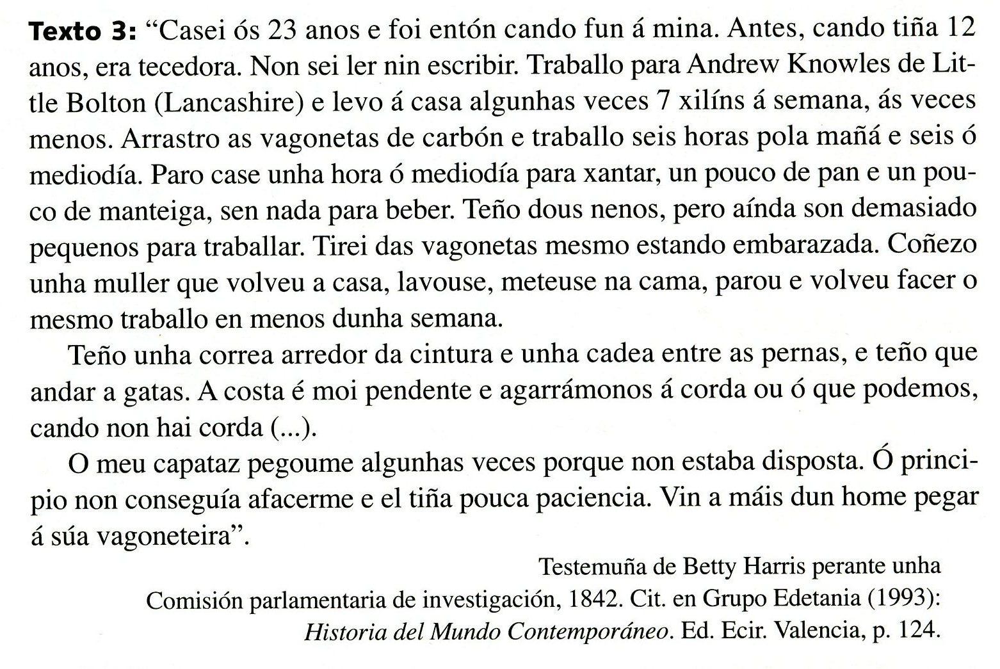 Texto 3: “Casei ós 23 anos e foi entón cando fun á mina. Antes, cando tiña 12
anos, era tecedora. Non sei ler nin escribir. Traballo para Andrew Knowles de Lit-
tle Bolton (Lancashire) e levo á casa algunhas veces 7 xilíns á semana, ás veces
menos. Arrastro as vagonetas de carbón e traballo seis horas pola mañá e seis ó
mediodía. Paro case unha hora ó mediodía para xantar, un pouco de pan e un pou-
co de manteiga, sen nada para beber. Teño dous nenos, pero aínda son demasiado
pequenos para traballar. Tirei das vagonetas mesmo estando embarazada. Coñezo
unha muller que volveu a casa, lavouse, meteuse na cama, parou e volveu facer o
mesmo traballo en menos dunha semana.
Teño unha correa arredor da cintura e unha cadea entre as pernas, e teño que
andar a gatas. A costa é moi pendente e agarrámonos á corda ou ó que podemos,
cando non hai corda (...).
O meu capataz pegoume algunhas veces porque non estaba disposta. Ó princi-
pio non conseguía afacerme e el tiña pouca paciencia. Vin a máis dun home pegar
á súa vagoneteira”.
Testemuña de Betty Harris perante unha
Comisión parlamentaria de investigación, 1842. Cit. en Grupo Edetania (1993):
Historia del Mundo Contemporáneo. Ed. Ecir. Valencia, p. 124.